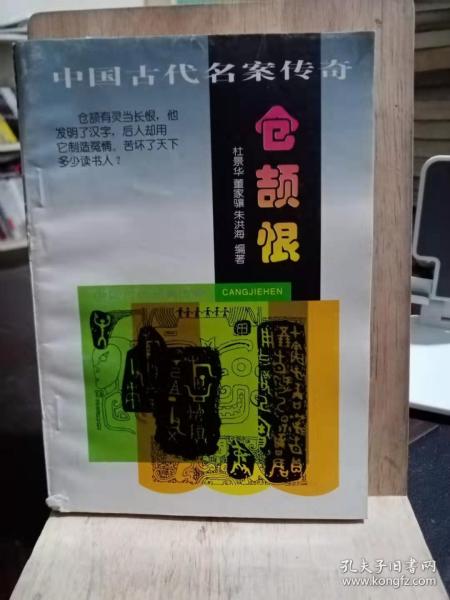 中国古代名案传奇
仓颉有灵当长恨，他
发明了汉字，后人却用
它制造冤情，苦坏了天下
多少读书人？
仓颉恨
杜景华 董家骧 朱洪海 编著
CANGJIEHEN
孔夫子旧书网
www.kongfz.com